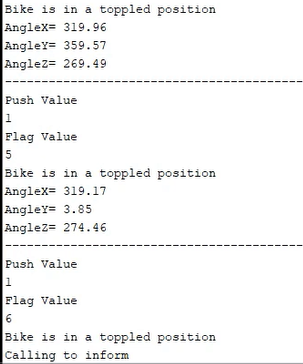 Bike is in a toppled position
AngleX= 319.96
AngleY= 359.57
AngleZ= 269.49
---------------------------------------
Push Value
1
Flag Value
5
Bike is in a toppled position
AngleX= 319.17
AngleY= 3.85
AngleZ= 274.46
---------------------------------------
Push Value
1
Flag Value
6
Bike is in a toppled position
Calling to inform